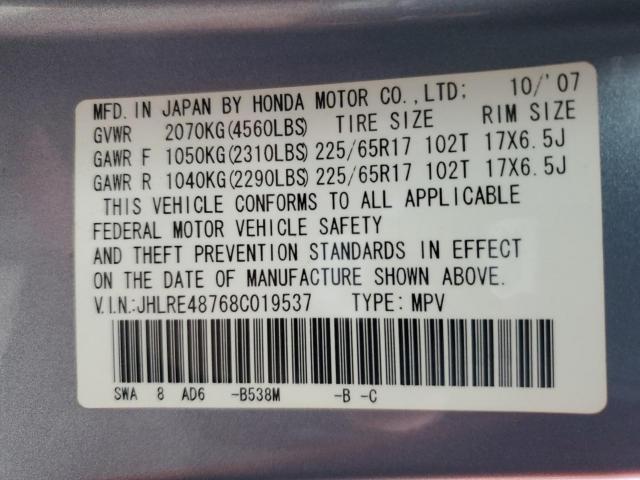 MFD. IN JAPAN BY HONDA MOTOR CO., LTD; 10/'07
GVWR 2070KG(4560LBS) TIRE SIZE RIM SIZE
GAWR F 1050KG(2310LBS) 225/65R17 102T 17X6.5J
GAWR R 1040KG(2290LBS) 225/65R17 102T 17X6.5J
THIS VEHICLE CONFORMS TO ALL APPLICABLE
FEDERAL MOTOR VEHICLE SAFETY
AND THEFT PREVENTION STANDARDS IN EFFECT
ON THE DATE OF MANUFACTURE SHOWN ABOVE.
V.I.N.:JHLRE48768C019537 TYPE: MPV
SWA 8 AD6 -B538M -B -C